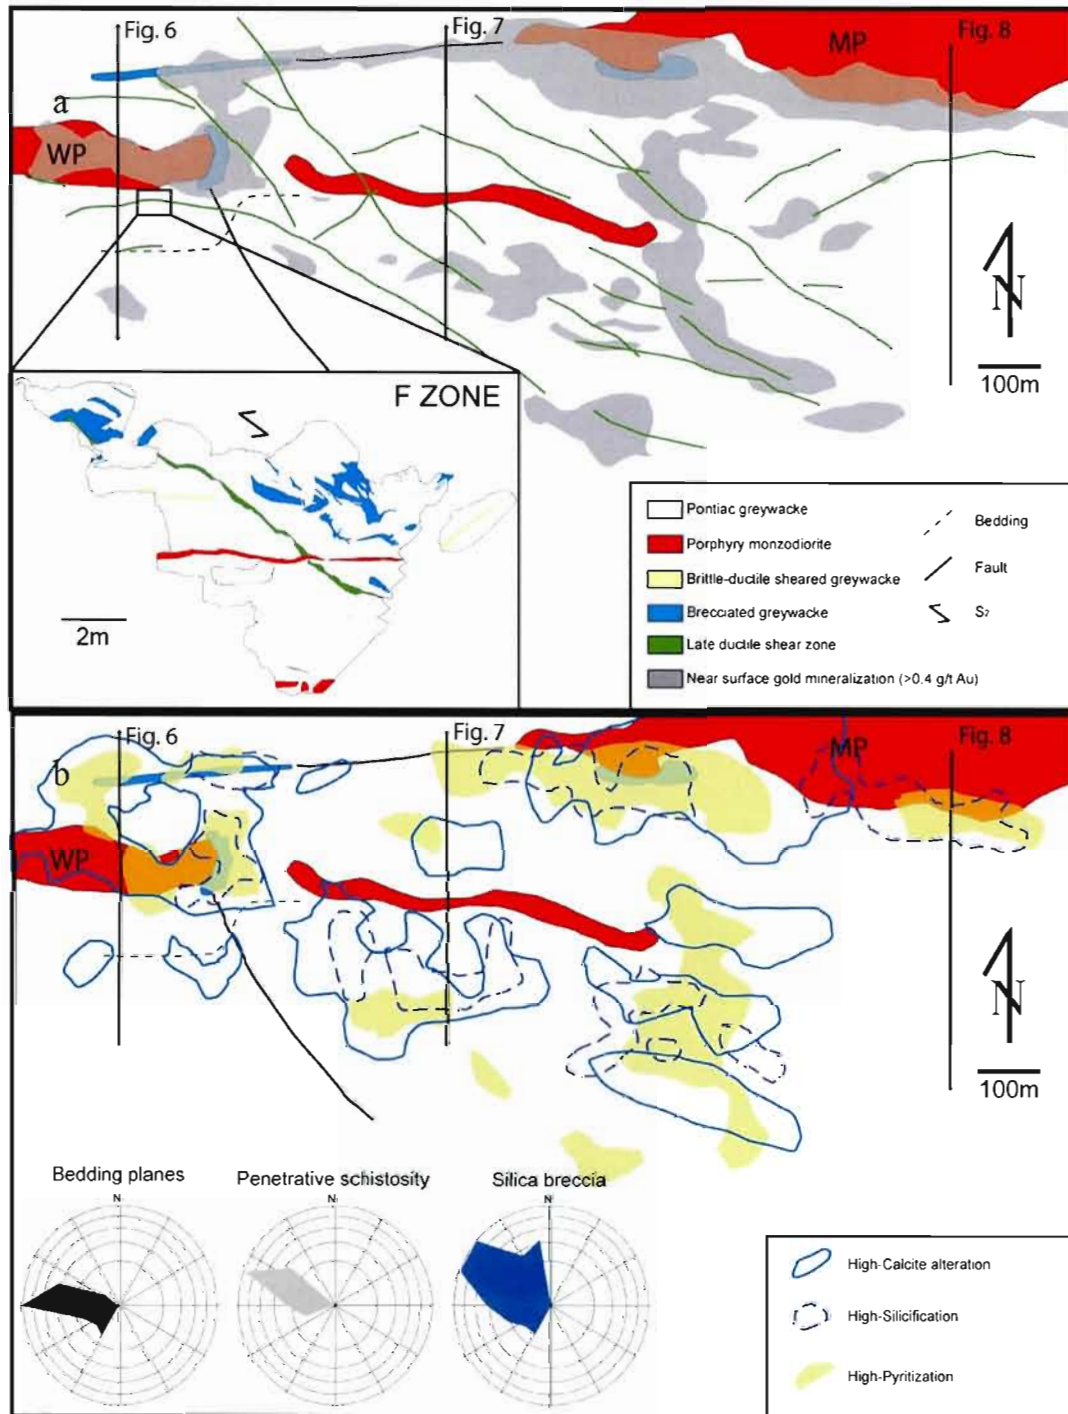 Fig. 6
Fig. 7
Fig. 8
MP
a
WP
N
100m
F ZONE
2m
Pontiac greywacke
Porphyry monzodiorite
Brittle-ductile sheared greywacke
Brecciated greywacke
Late ductile shear zone
Near surface gold mineralization (>0.4 g/t Au)
Bedding
Fault
S2
Fig. 6
Fig. 7
Fig. 8
MP
b
WP
N
100m
Bedding planes
Penetrative schistosity
Silica breccia
N
N
N
High-Calcite alteration
High-Silicification
High-Pyritization